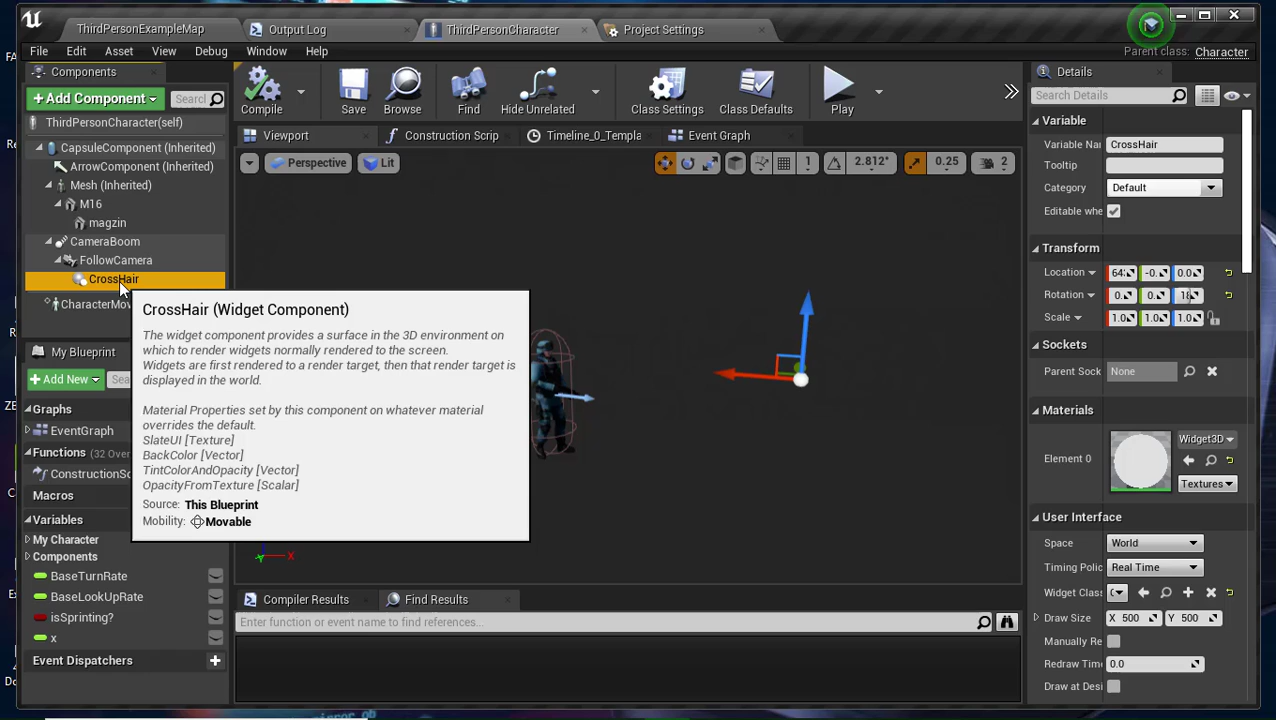 ThirdPersonExampleMap
Output Log
ThirdPersonCharacter
Project Settings
File
Edit
Asset
View
Debug
Window
Help
Parent class:
Character
Components
+ Add Component
Searcl
ThirdPersonCharacter(self)
CapsuleComponent (Inherited)
ArrowComponent (Inherited)
Mesh (Inherited)
M16
magzin
CameraBoom
FollowCamera
CrossHair
CharacterMov
CrossHair (Widget Component)
The widget component provides a surface in the 3D environment on
which to render widgets normally rendered to the screen.
Widgets are first rendered to a render target, then that render target is
displayed in the world.
Material Properties set by this component on whatever material
overrides the default.
SlateUI [Texture]
BackColor [Vector]
TintColorAndOpacity [Vector]
OpacityFromTexture [Scalar]
Source: This Blueprint
Mobility: Movable
My Blueprint
+ Add New
Sea
Graphs
EventGraph
Functions (32 Over
ConstructionSc
Macros
Variables
My Character
Components
BaseTurnRate
BaseLookUpRate
isSprinting?
x
Event Dispatchers
Compile
Save
Browse
Find
Hide Unrelated
Class Settings
Class Defaults
Play
Viewport
Construction Scrip
Timeline_0_Templa
Event Graph
Perspective
Lit
1
2.812°
0.25
2
X
Compiler Results
Find Results
Enter function or event name to find references...
Details
Search Details
Variable
Variable Na
CrossHair
Tooltip
Category
Default
Editable whe
Transform
Location
64
-0.
0.0
Rotation
0.
0.
18
Scale
1.0
1.0
1.0
Sockets
Parent Sock
None
Materials
Element 0
Widget3D
Textures
User Interface
Space
World
Timing Polic
Real Time
Widget Class
Draw Size
X 500
Y 500
Manually Re
Redraw Time
0.0
Draw at Desi